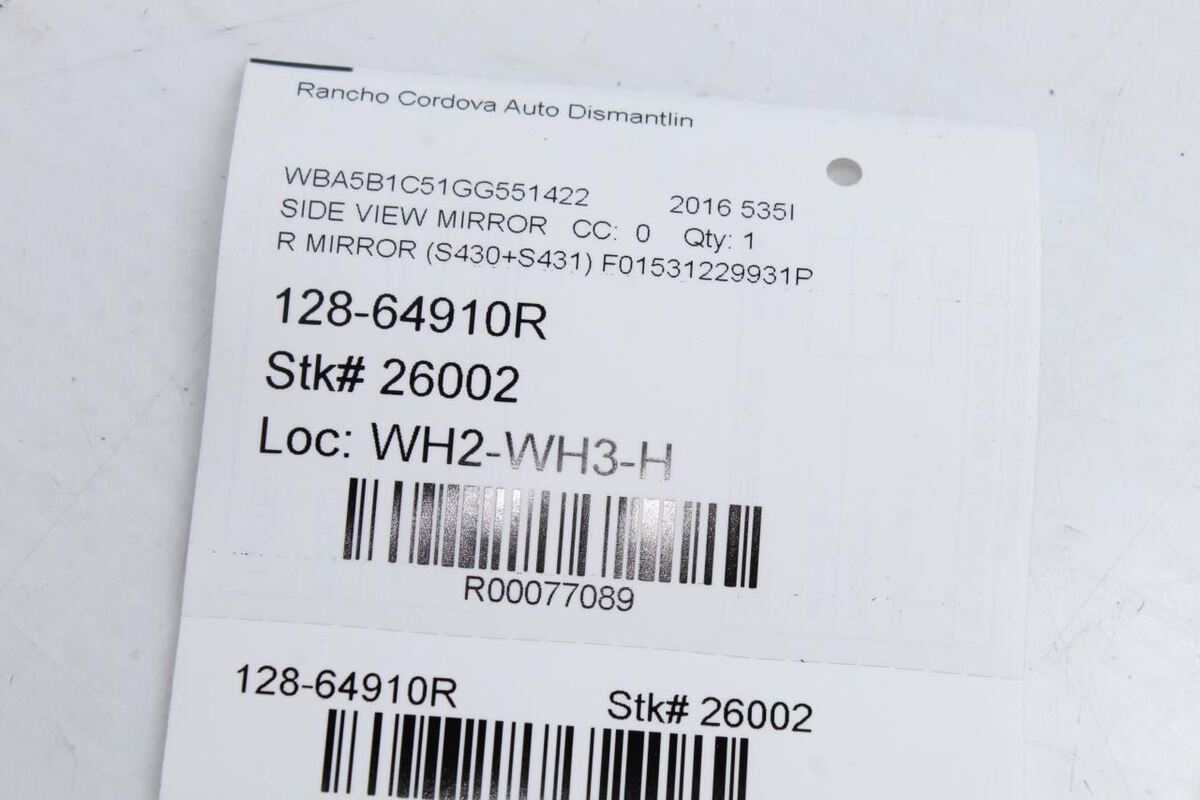 Rancho Cordova Auto Dismantlin
WBA5B1C51GG551422 2016 535I
SIDE VIEW MIRROR CC: 0 Qty: 1
R MIRROR (S430+S431) F01531229931P
128-64910R
Stk# 26002
Loc: WH2-WH3-H
R00077089
128-64910R Stk# 26002